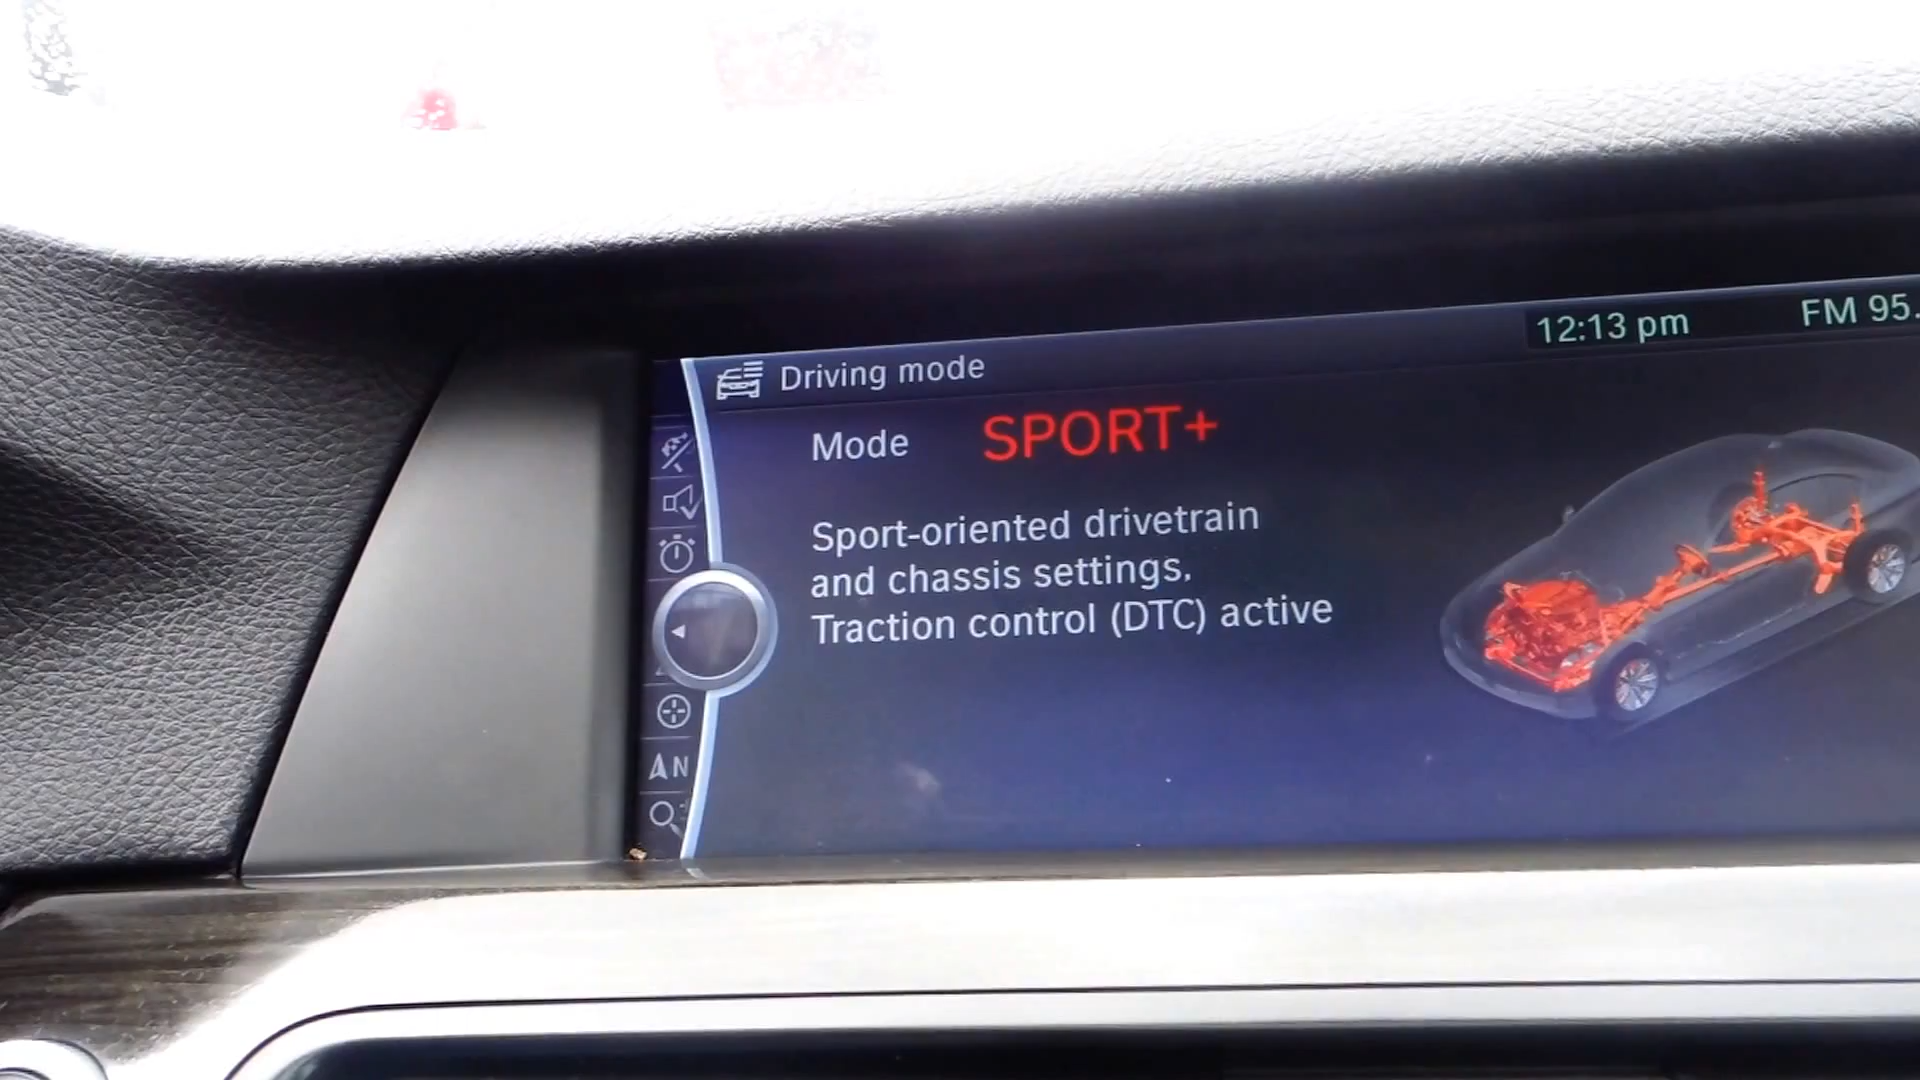 12:13 pm
FM 95.
Driving mode
Mode SPORT+
Sport-oriented drivetrain
and chassis settings.
Traction control (DTC) active
N